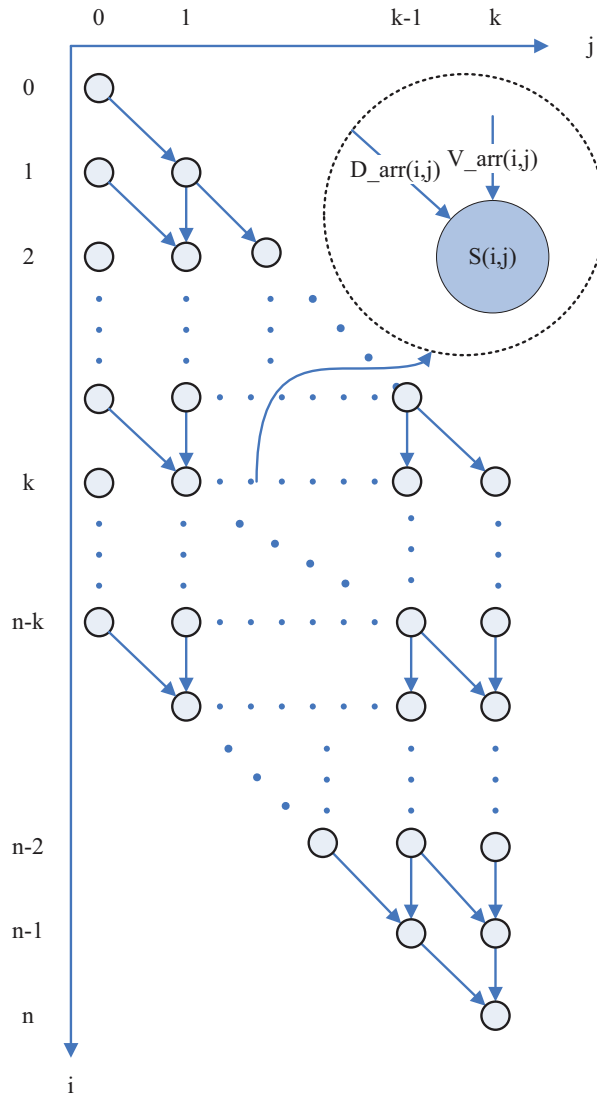 0 1 k-1 k
j
0
1
2
k
n-k
n-2
n-1
n
i
D_arr(i,j)
V_arr(i,j)
S(i,j)